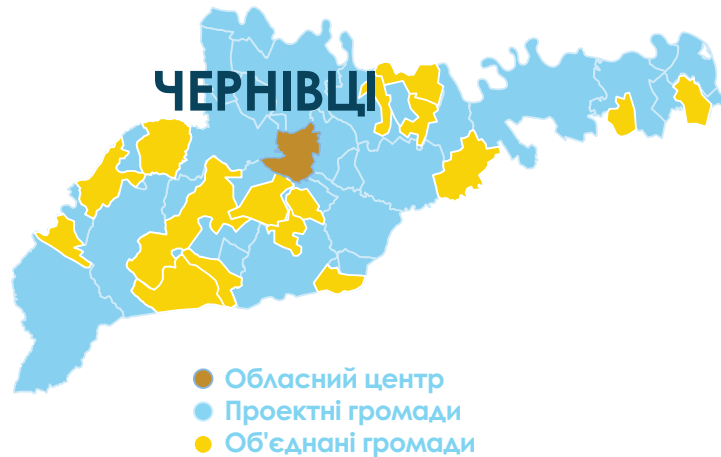 ЧЕРНІВЦІ
Обласний центр
Проектні громади
Об'єднані громади